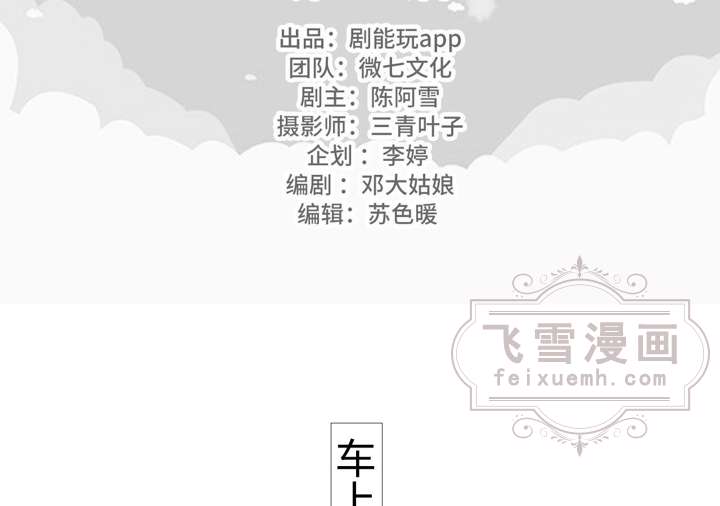 出品：剧能玩app
团队：微七文化
剧主：陈阿雪
摄影师：三青叶子
企划：李婷
编剧：邓大姑娘
编辑：苏色暖
飞雪漫画
feixuemh.com
车上